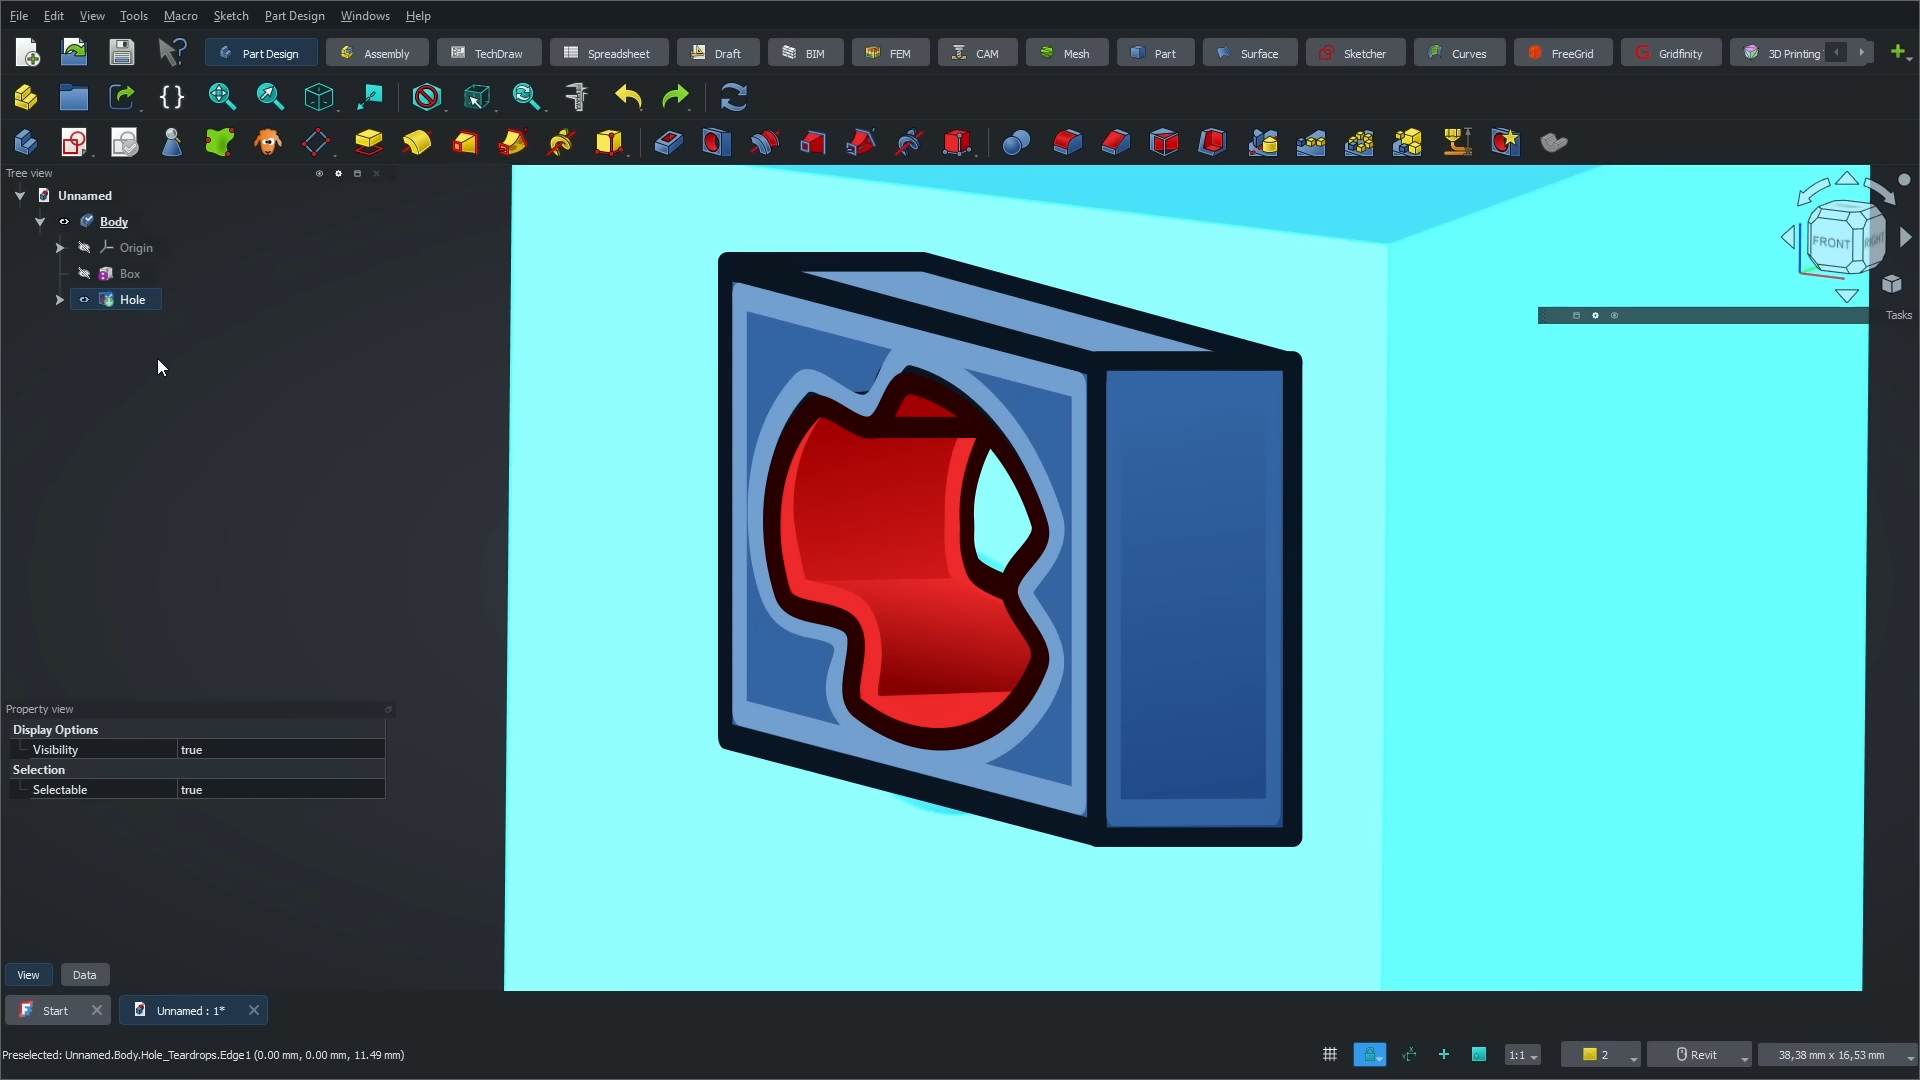 File Edit View Tools Macro Sketch Part Design Windows Help
Part Design Assembly TechDraw Spreadsheet Draft BIM FEM CAM Mesh Part Surface Sketcher Curves FreeGrid Gridfinity 3D Printing
Tree view
Unnamed
Body
Origin
Box
Hole
FRONT RIGHT
Tasks
Property view
Display Options
Visibility true
Selection
Selectable true
View Data
Start Unnamed : 1*
Preselected: Unnamed.Body.Hole_Teardrops.Edge1 (0.00 mm, 0.00 mm, 11.49 mm)
1:1 2 Revit 38,38 mm x 16,53 mm